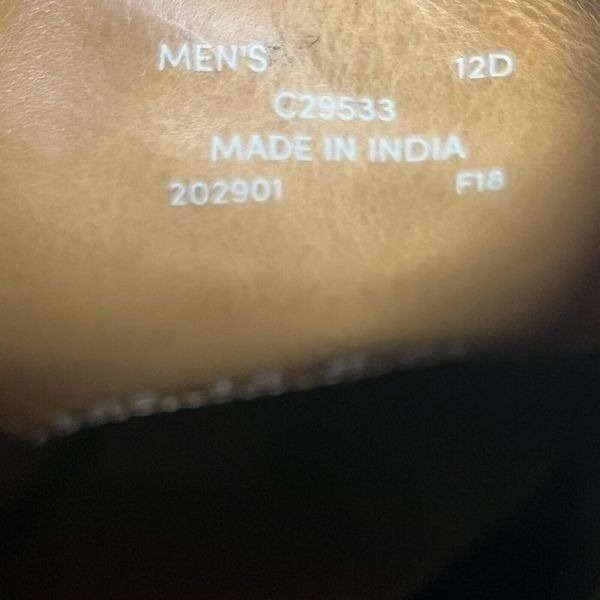 MEN'S 12D
C29533
MADE IN INDIA
202901 F18